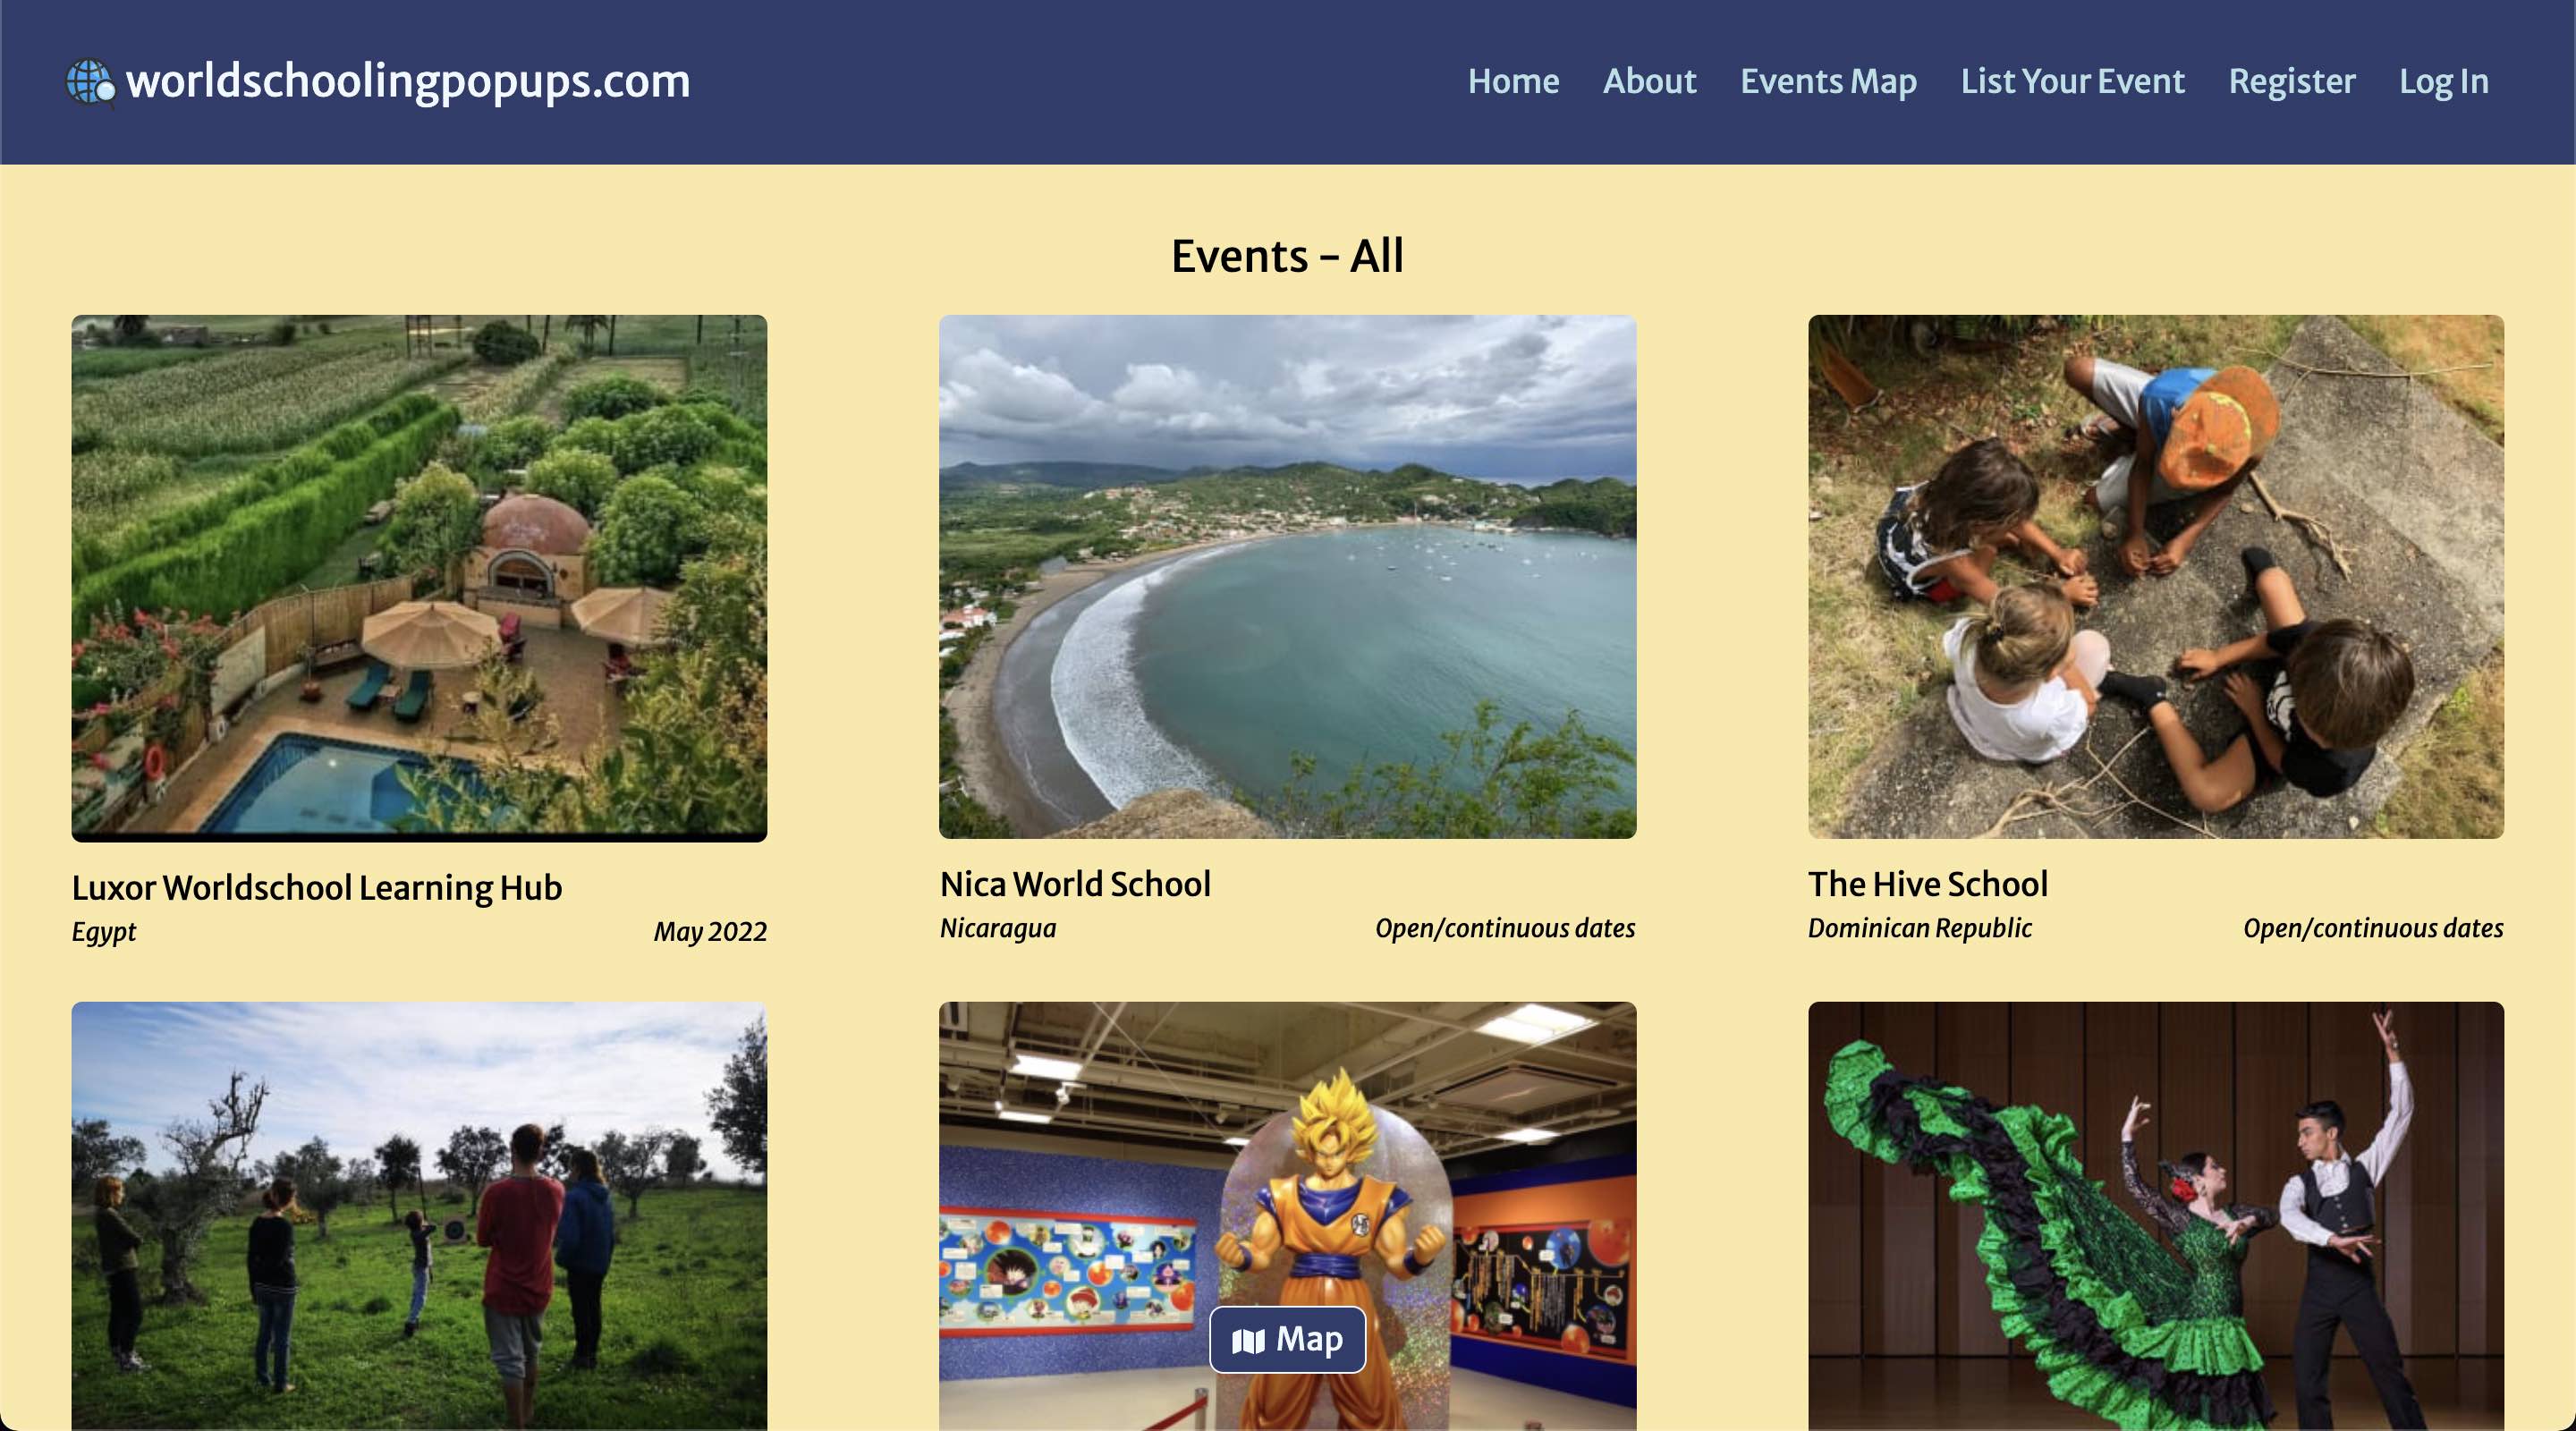 worldschoolingpopups.com
Home About Events Map List Your Event Register Log In
Events - All
Luxor Worldschool Learning Hub
Egypt May 2022
Nica World School
Nicaragua Open/continuous dates
The Hive School
Dominican Republic Open/continuous dates
Map